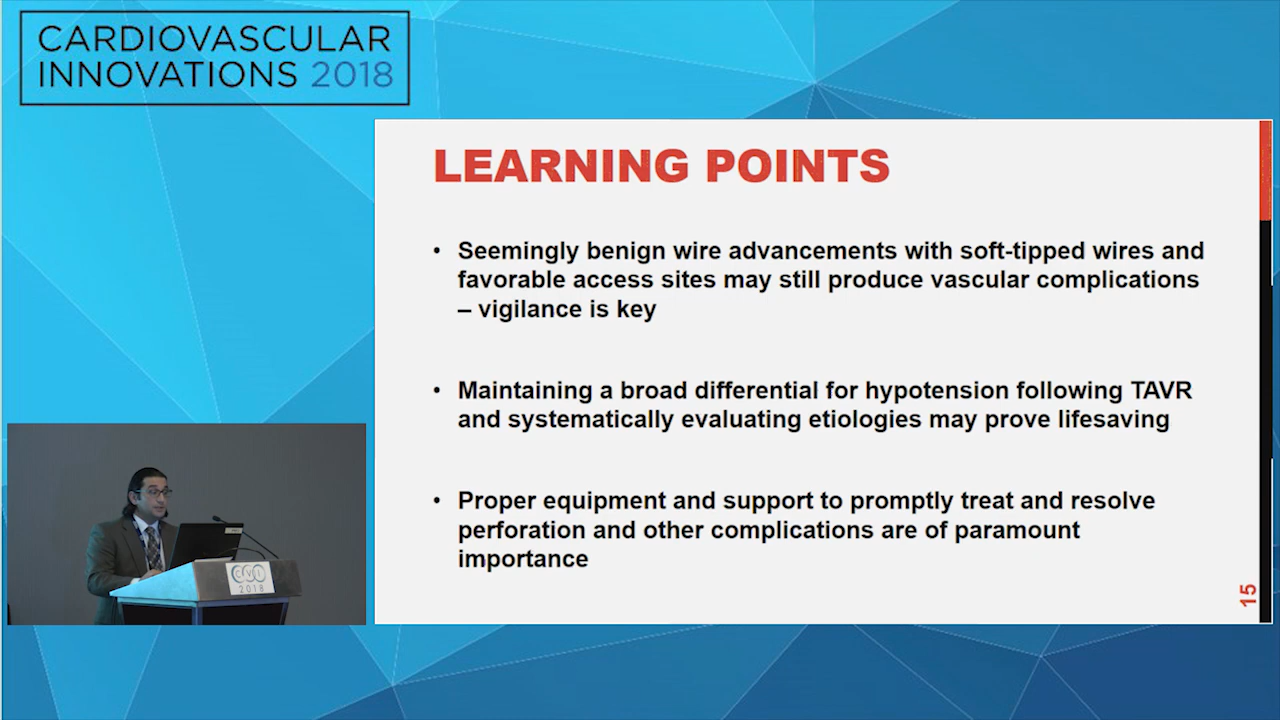 CARDIOVASCULAR
INNOVATIONS 2018
LEARNING POINTS
• Seemingly benign wire advancements with soft-tipped wires and
favorable access sites may still produce vascular complications
– vigilance is key
• Maintaining a broad differential for hypotension following TAVR
and systematically evaluating etiologies may prove lifesaving
• Proper equipment and support to promptly treat and resolve
perforation and other complications are of paramount
importance
15
CVI
2018